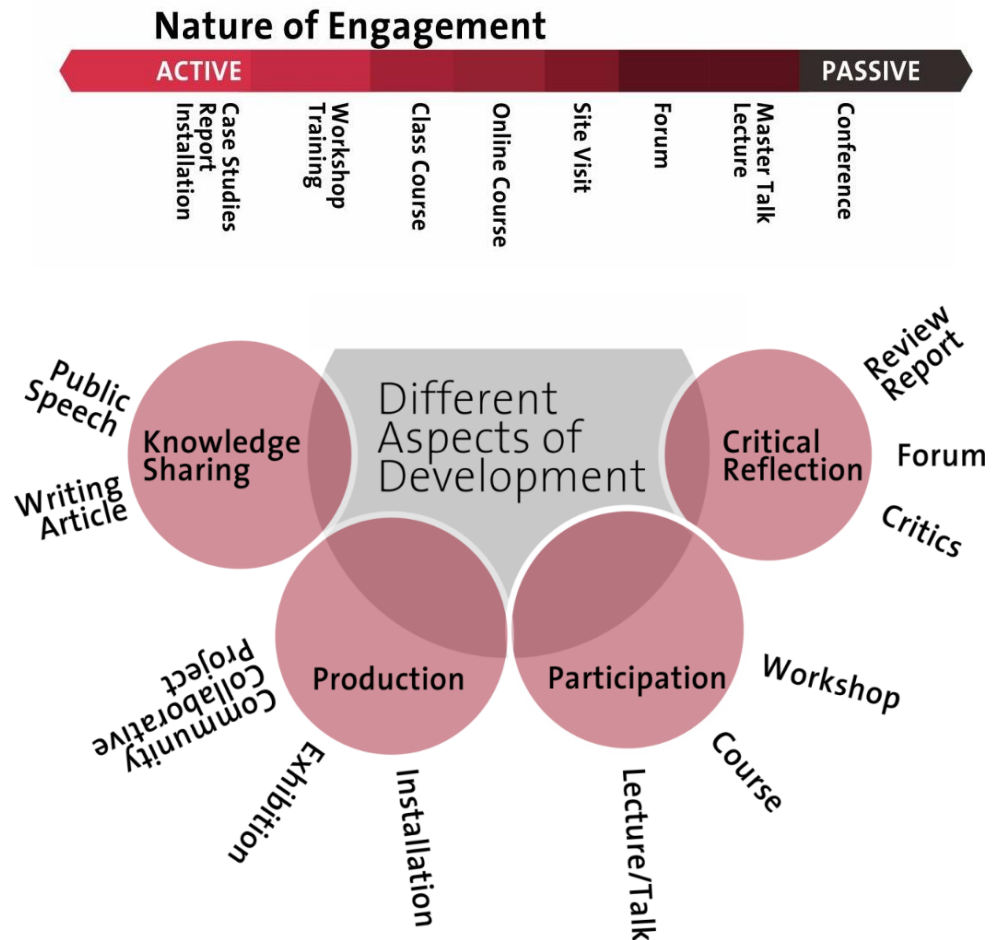 Nature of Engagement
ACTIVE
PASSIVE
Case Studies
Report
Installation
Workshop
Training
Class Course
Online Course
Site Visit
Forum
Master Talk
Lecture
Conference
Different
Aspects of
Development
Knowledge
Sharing
Public
Speech
Writing
Article
Production
Community
Collaborative
Project
Exhibition
Installation
Participation
Lecture/Talk
Course
Workshop
Critical
Reflection
Review
Report
Forum
Critics